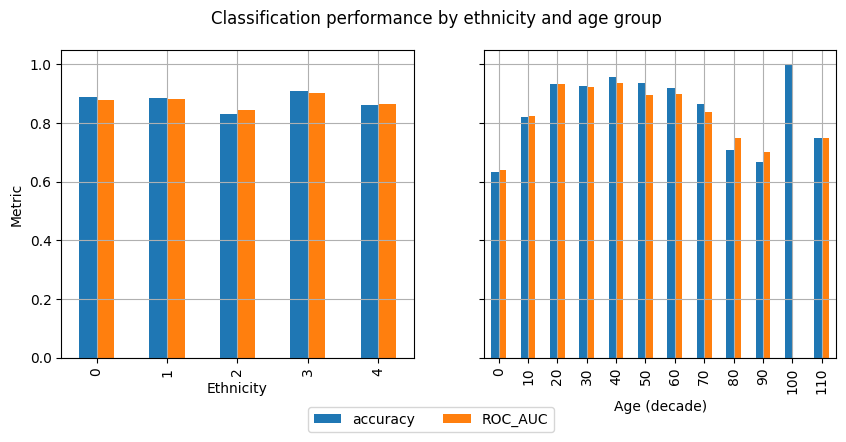 Classification performance by ethnicity and age group
Metric
1.0
0.8
0.6
0.4
0.2
0.0
0 1 2 3 4
Ethnicity
0 10 20 30 40 50 60 70 80 90 100 110
Age (decade)
accuracy ROC_AUC